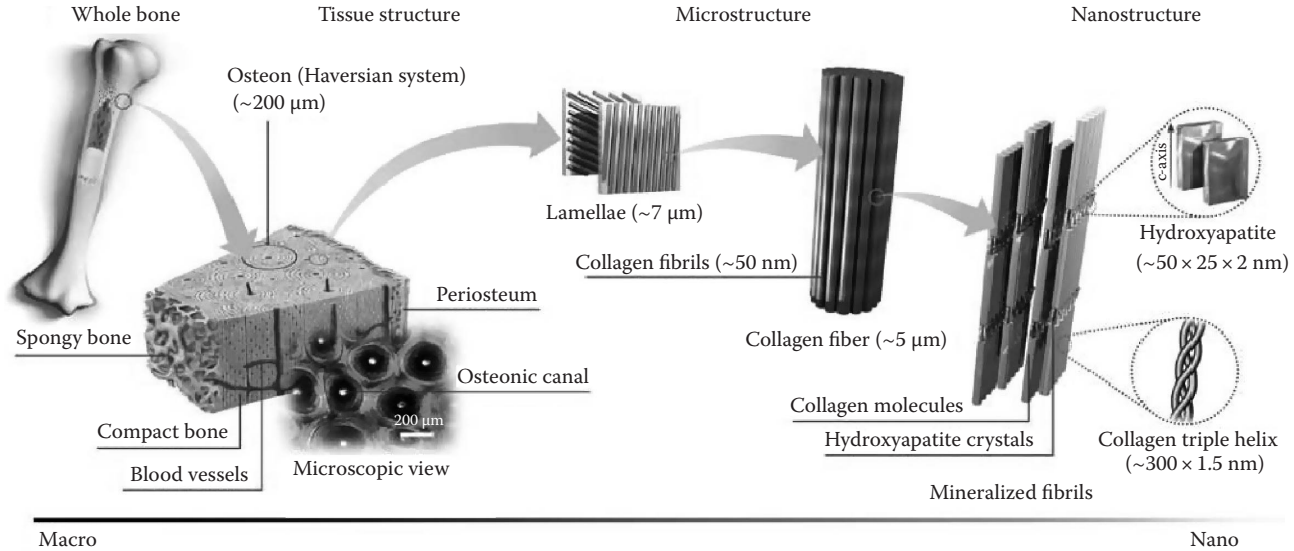 Whole bone
Tissue structure
Microstructure
Nanostructure
Osteon (Haversian system)
(~200 μm)
Lamellae (~7 μm)
Collagen fibrils (~50 nm)
Collagen fiber (~5 μm)
c-axis
Hydroxyapatite
(~50 × 25 × 2 nm)
Periosteum
Spongy bone
Osteonic canal
200 μm
Compact bone
Blood vessels
Microscopic view
Collagen molecules
Hydroxyapatite crystals
Collagen triple helix
(~300 × 1.5 nm)
Mineralized fibrils
Macro
Nano